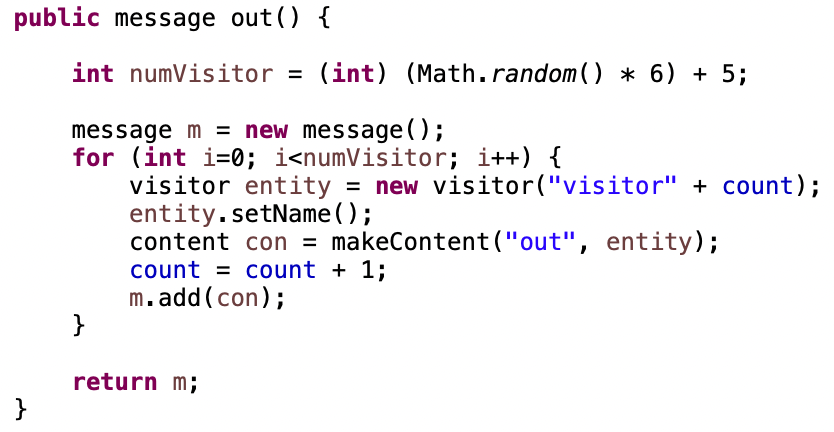 public message out() {
    int numVisitor = (int) (Math.random() * 6) + 5;
    message m = new message();
    for (int i=0; i<numVisitor; i++) {
        visitor entity = new visitor("visitor" + count);
        entity.setName();
        content con = makeContent("out", entity);
        count = count + 1;
        m.add(con);
    }
    return m;
}